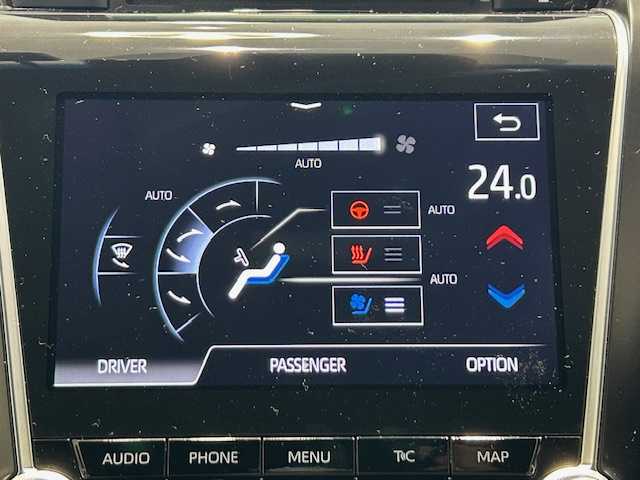 AUTO
24.0
AUTO
AUTO
AUTO
DRIVER PASSENGER OPTION
AUDIO PHONE MENU T/C MAP